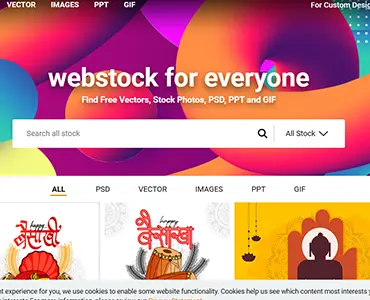 VECTOR IMAGES PPT GIF For Custom Desig
webstock for everyone
Find Free Vectors, Stock Photos, PSD, PPT and GIF
Search all stock All Stock
ALL PSD VECTOR IMAGES PPT GIF
happy happy
बैसाखी बैसाखी
nt experience for you, we use cookies to enable some website functionality. Cookies help us see which content most interests y